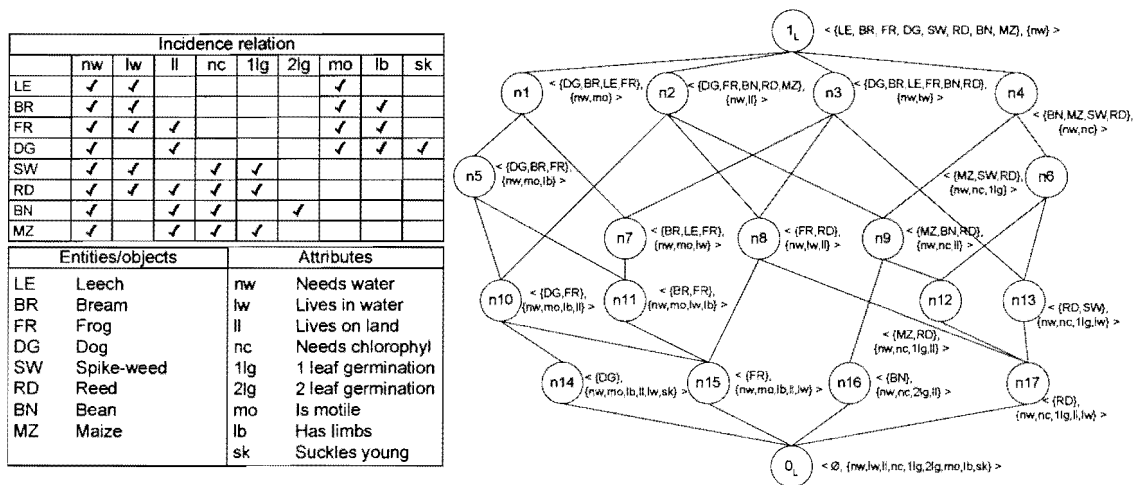 Incidence relation
nw lw ll nc 1lg 2lg mo lb sk
LE ✓ ✓ ✓
BR ✓ ✓ ✓ ✓
FR ✓ ✓ ✓ ✓ ✓
DG ✓ ✓ ✓ ✓ ✓
SW ✓ ✓ ✓ ✓
RD ✓ ✓ ✓ ✓ ✓
BN ✓ ✓ ✓ ✓
MZ ✓ ✓ ✓ ✓
Entities/objects Attributes
LE Leech nw Needs water
BR Bream lw Lives in water
FR Frog ll Lives on land
DG Dog nc Needs chlorophyl
SW Spike-weed 1lg 1 leaf germination
RD Reed 2lg 2 leaf germination
BN Bean mo Is motile
MZ Maize lb Has limbs
sk Suckles young
1L < {LE, BR, FR, DG, SW, RD, BN, MZ}, {nw} >
n1 < {DG,BR,LE,FR},
{nw,mo} >
n2 < {DG,FR,BN,RD,MZ},
{nw,ll} >
n3 < {DG,BR,LE,FR,BN,RD},
{nw,lw} >
n4
< {BN,MZ,SW,RD},
{nw,nc} >
n5 < {DG,BR,FR},
{nw,mo,lb} >
< {MZ,SW,RD},
{nw,nc,1lg} >
n6
n7 < {BR,LE,FR},
{nw,mo,lw} >
n8 < {FR,RD},
{nw,lw,ll} >
n9 < {MZ,BN,RD},
{nw,nc,ll} >
n10 < {DG,FR},
{nw,mo,lb,ll} >
n11 < {BR,FR},
{nw,mo,lw,lb} >
n12
< {MZ,RD},
{nw,nc,1lg,ll} >
n13 < {RD,SW},
{nw,nc,1lg,lw} >
n14 < {DG},
{nw,mo,lb,ll,lw,sk} >
n15 < {FR},
{nw,mo,lb,ll,lw} >
n16 < {BN},
{nw,nc,2lg,ll} >
n17
< {RD},
{nw,nc,1lg,ll,lw} >
0L < Ø, {nw,lw,ll,nc,1lg,2lg,mo,lb,sk} >